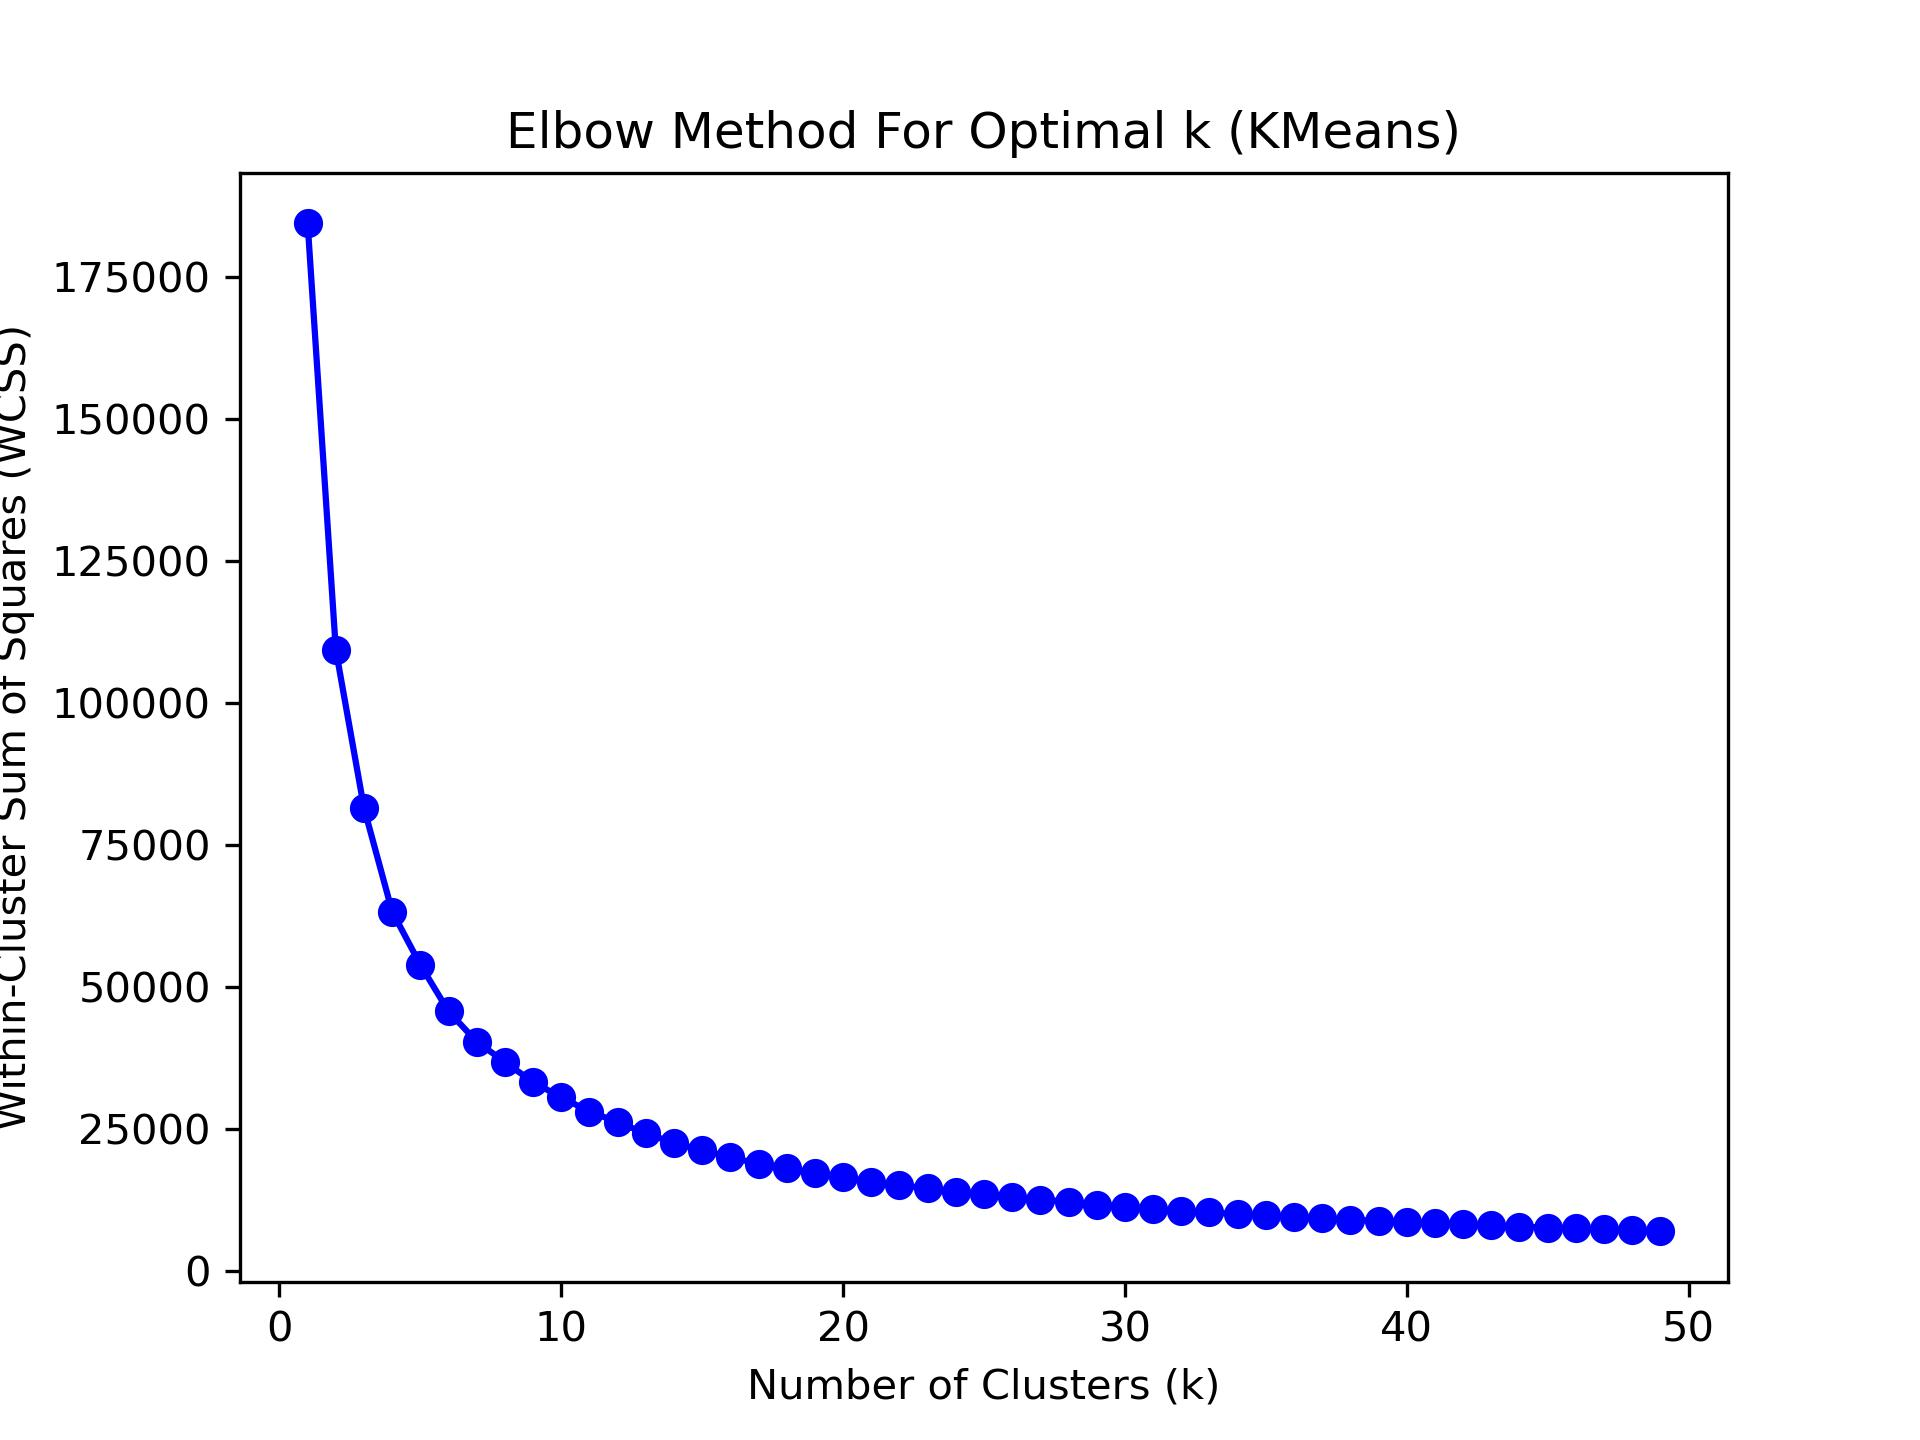 Elbow Method For Optimal k (KMeans)
Within-Cluster Sum of Squares (WCSS)
175000
150000
125000
100000
75000
50000
25000
0
0 10 20 30 40 50
Number of Clusters (k)